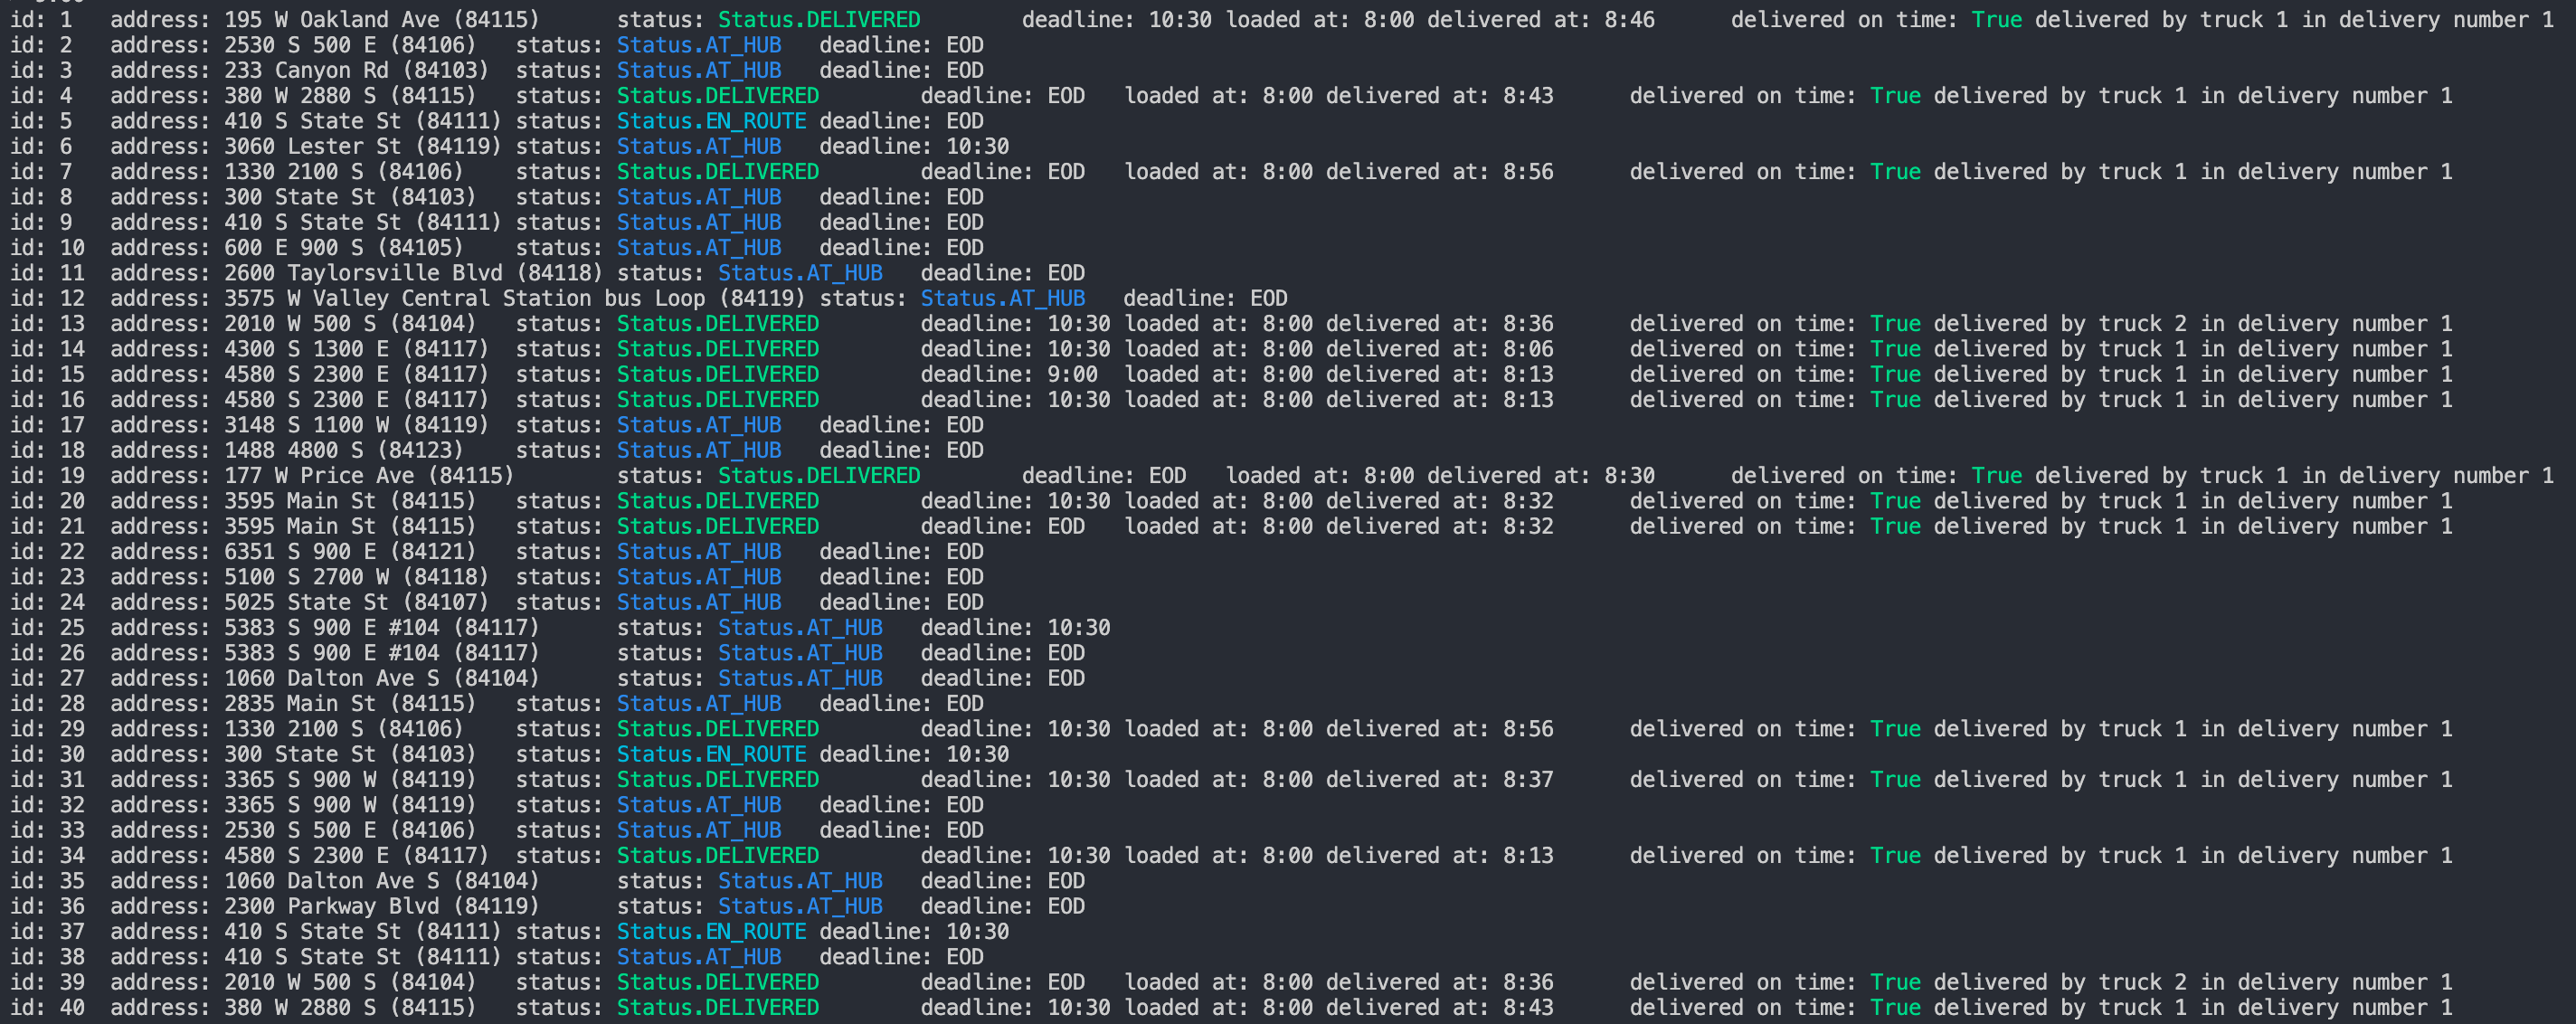 id: 1 address: 195 W Oakland Ave (84115) status: Status.DELIVERED deadline: 10:30 loaded at: 8:00 delivered at: 8:46 delivered on time: True delivered by truck 1 in delivery number 1
id: 2 address: 2530 S 500 E (84106) status: Status.AT_HUB deadline: EOD
id: 3 address: 233 Canyon Rd (84103) status: Status.AT_HUB deadline: EOD
id: 4 address: 380 W 2880 S (84115) status: Status.DELIVERED deadline: EOD loaded at: 8:00 delivered at: 8:43 delivered on time: True delivered by truck 1 in delivery number 1
id: 5 address: 410 S State St (84111) status: Status.EN_ROUTE deadline: EOD
id: 6 address: 3060 Lester St (84119) status: Status.AT_HUB deadline: 10:30
id: 7 address: 1330 2100 S (84106) status: Status.DELIVERED deadline: EOD loaded at: 8:00 delivered at: 8:56 delivered on time: True delivered by truck 1 in delivery number 1
id: 8 address: 300 State St (84103) status: Status.AT_HUB deadline: EOD
id: 9 address: 410 S State St (84111) status: Status.AT_HUB deadline: EOD
id: 10 address: 600 E 900 S (84105) status: Status.AT_HUB deadline: EOD
id: 11 address: 2600 Taylorsville Blvd (84118) status: Status.AT_HUB deadline: EOD
id: 12 address: 3575 W Valley Central Station bus Loop (84119) status: Status.AT_HUB deadline: EOD
id: 13 address: 2010 W 500 S (84104) status: Status.DELIVERED deadline: 10:30 loaded at: 8:00 delivered at: 8:36 delivered on time: True delivered by truck 2 in delivery number 1
id: 14 address: 4300 S 1300 E (84117) status: Status.DELIVERED deadline: 10:30 loaded at: 8:00 delivered at: 8:06 delivered on time: True delivered by truck 1 in delivery number 1
id: 15 address: 4580 S 2300 E (84117) status: Status.DELIVERED deadline: 9:00 loaded at: 8:00 delivered at: 8:13 delivered on time: True delivered by truck 1 in delivery number 1
id: 16 address: 4580 S 2300 E (84117) status: Status.DELIVERED deadline: 10:30 loaded at: 8:00 delivered at: 8:13 delivered on time: True delivered by truck 1 in delivery number 1
id: 17 address: 3148 S 1100 W (84119) status: Status.AT_HUB deadline: EOD
id: 18 address: 1488 4800 S (84123) status: Status.AT_HUB deadline: EOD
id: 19 address: 177 W Price Ave (84115) status: Status.DELIVERED deadline: EOD loaded at: 8:00 delivered at: 8:30 delivered on time: True delivered by truck 1 in delivery number 1
id: 20 address: 3595 Main St (84115) status: Status.DELIVERED deadline: 10:30 loaded at: 8:00 delivered at: 8:32 delivered on time: True delivered by truck 1 in delivery number 1
id: 21 address: 3595 Main St (84115) status: Status.DELIVERED deadline: EOD loaded at: 8:00 delivered at: 8:32 delivered on time: True delivered by truck 1 in delivery number 1
id: 22 address: 6351 S 900 E (84121) status: Status.AT_HUB deadline: EOD
id: 23 address: 5100 S 2700 W (84118) status: Status.AT_HUB deadline: EOD
id: 24 address: 5025 State St (84107) status: Status.AT_HUB deadline: EOD
id: 25 address: 5383 S 900 E #104 (84117) status: Status.AT_HUB deadline: 10:30
id: 26 address: 5383 S 900 E #104 (84117) status: Status.AT_HUB deadline: EOD
id: 27 address: 1060 Dalton Ave S (84104) status: Status.AT_HUB deadline: EOD
id: 28 address: 2835 Main St (84115) status: Status.AT_HUB deadline: EOD
id: 29 address: 1330 2100 S (84106) status: Status.DELIVERED deadline: 10:30 loaded at: 8:00 delivered at: 8:56 delivered on time: True delivered by truck 1 in delivery number 1
id: 30 address: 300 State St (84103) status: Status.EN_ROUTE deadline: 10:30
id: 31 address: 3365 S 900 W (84119) status: Status.DELIVERED deadline: 10:30 loaded at: 8:00 delivered at: 8:37 delivered on time: True delivered by truck 1 in delivery number 1
id: 32 address: 3365 S 900 W (84119) status: Status.AT_HUB deadline: EOD
id: 33 address: 2530 S 500 E (84106) status: Status.AT_HUB deadline: EOD
id: 34 address: 4580 S 2300 E (84117) status: Status.DELIVERED deadline: 10:30 loaded at: 8:00 delivered at: 8:13 delivered on time: True delivered by truck 1 in delivery number 1
id: 35 address: 1060 Dalton Ave S (84104) status: Status.AT_HUB deadline: EOD
id: 36 address: 2300 Parkway Blvd (84119) status: Status.AT_HUB deadline: EOD
id: 37 address: 410 S State St (84111) status: Status.EN_ROUTE deadline: 10:30
id: 38 address: 410 S State St (84111) status: Status.AT_HUB deadline: EOD
id: 39 address: 2010 W 500 S (84104) status: Status.DELIVERED deadline: EOD loaded at: 8:00 delivered at: 8:36 delivered on time: True delivered by truck 2 in delivery number 1
id: 40 address: 380 W 2880 S (84115) status: Status.DELIVERED deadline: 10:30 loaded at: 8:00 delivered at: 8:43 delivered on time: True delivered by truck 1 in delivery number 1